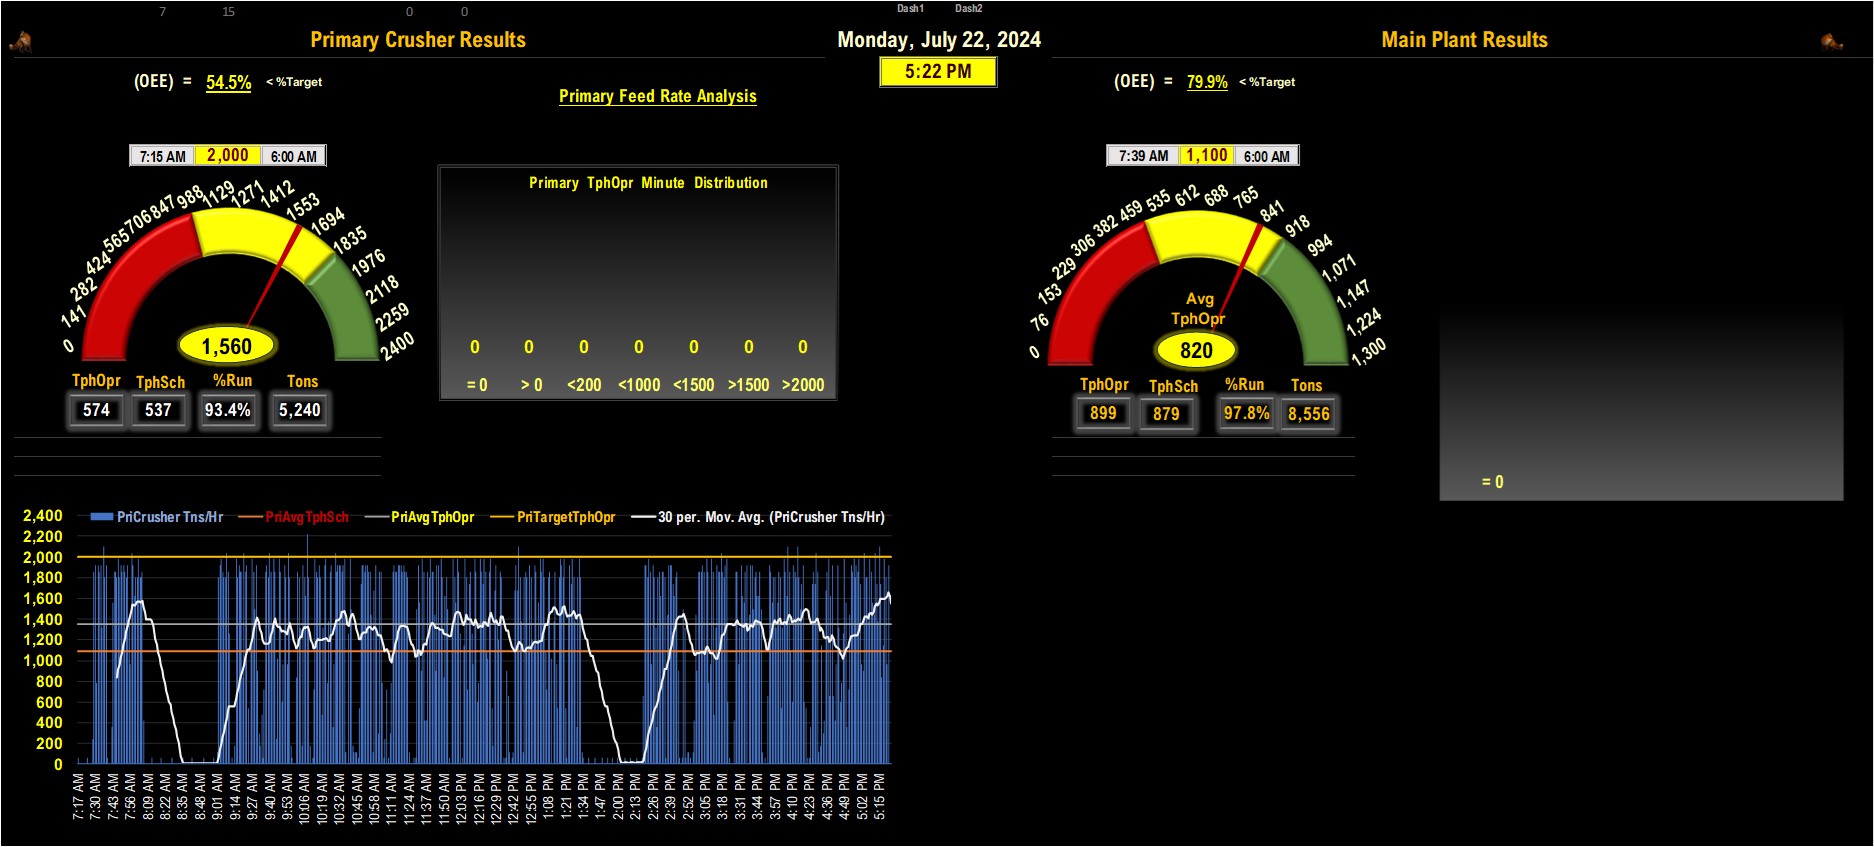 7 15 0 0 Dash1 Dash2
Primary Crusher Results
Monday, July 22, 2024
Main Plant Results
5:22 PM
(OEE) = 54.5% < %Target
Primary Feed Rate Analysis
(OEE) = 79.9% < %Target
7:15 AM 2,000 6:00 AM
0 141 282 424 565 706 847 988 1129 1271 1412 1553 1694 1835 1976 2118 2259 2400
1,560
TphOpr TphSch %Run Tons
574 537 93.4% 5,240
Primary TphOpr Minute Distribution
0 0 0 0 0 0 0
= 0 > 0 <200 <1000 <1500 >1500 >2000
7:39 AM 1,100 6:00 AM
0 76 153 229 306 382 459 535 612 688 765 841 918 994 1,071 1,147 1,224 1,300
Avg
TphOpr
820
TphOpr TphSch %Run Tons
899 879 97.8% 8,556
= 0
PriCrusher Tns/Hr PriAvgTphSch PriAvgTphOpr PriTargetTphOpr 30 per. Mov. Avg. (PriCrusher Tns/Hr)
2,400
2,200
2,000
1,800
1,600
1,400
1,200
1,000
800
600
400
200
0
7:17 AM 7:30 AM 7:43 AM 7:56 AM 8:09 AM 8:22 AM 8:35 AM 8:48 AM 9:01 AM 9:14 AM 9:27 AM 9:40 AM 9:53 AM 10:06 AM 10:19 AM 10:32 AM 10:45 AM 10:58 AM 11:11 AM 11:24 AM 11:37 AM 11:50 AM 12:03 PM 12:16 PM 12:29 PM 12:42 PM 12:55 PM 1:08 PM 1:21 PM 1:34 PM 1:47 PM 2:00 PM 2:13 PM 2:26 PM 2:39 PM 2:52 PM 3:05 PM 3:18 PM 3:31 PM 3:44 PM 3:57 PM 4:10 PM 4:23 PM 4:36 PM 4:49 PM 5:02 PM 5:15 PM